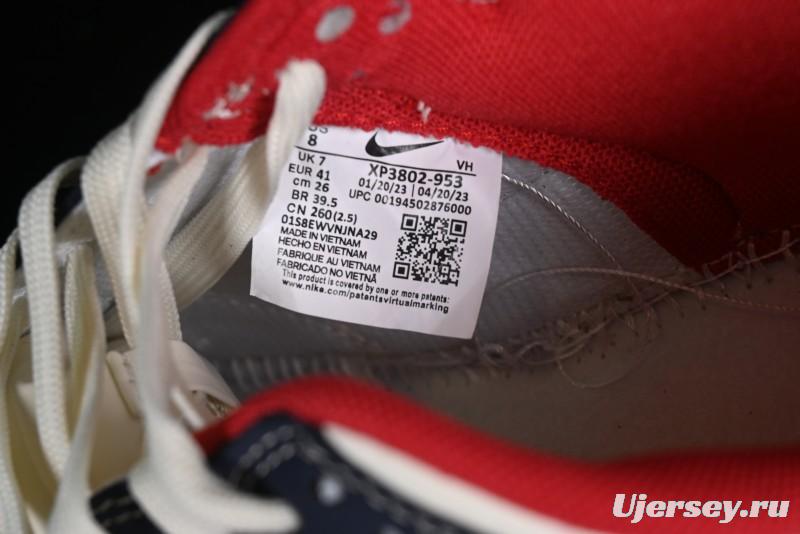 8
UK 7
EUR 41
cm 26
BR 39.5
CN 260(2.5)
01S8EWVNJNA29
MADE IN VIETNAM
HECHO EN VIETNAM
FABRIQUE AU VIETNAM
FABRICADO NO VIETNÃ
This product is covered by one or more patents:
www.nike.com/patentsvirtualmarking
VH
XP3802-953
01/20/23 | 04/20/23
UPC 00194502876000
Ujersey.ru